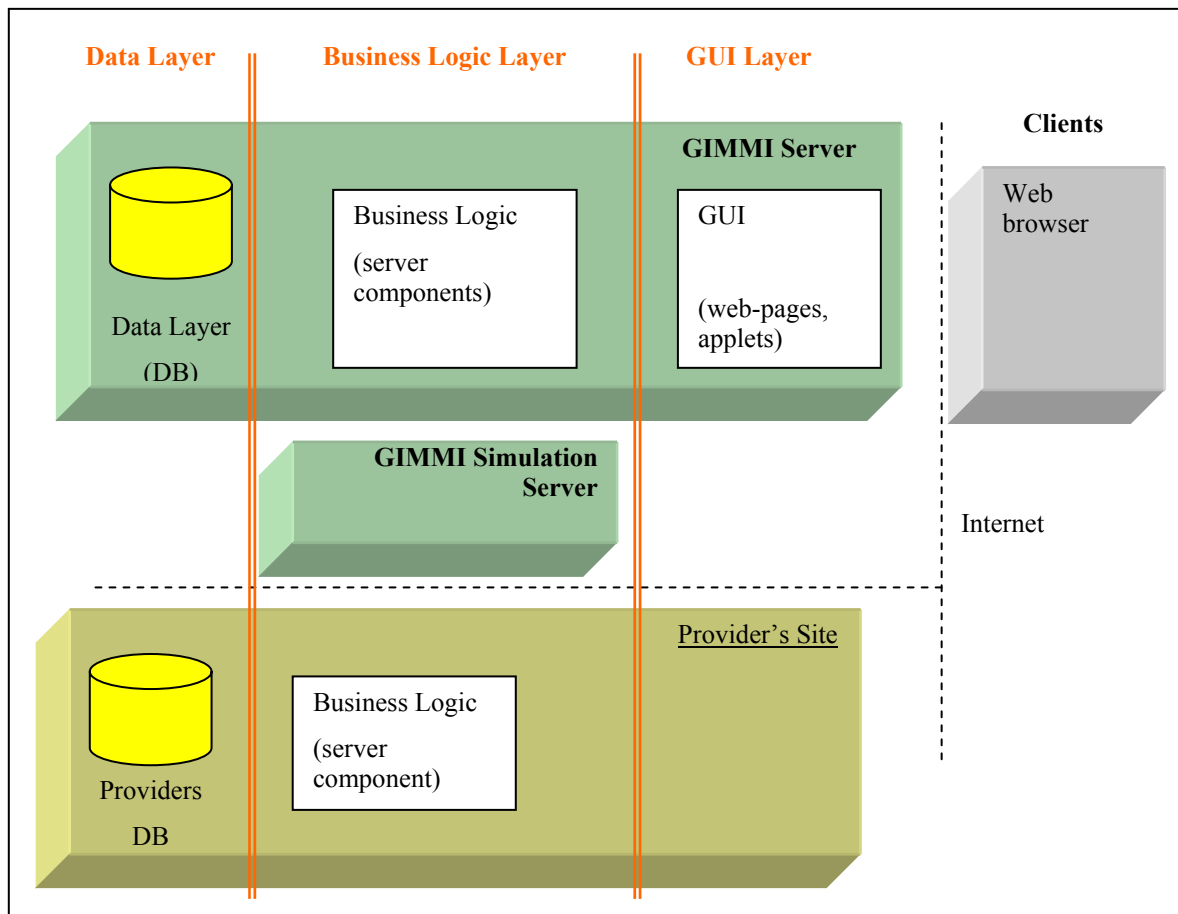 Data Layer
Business Logic Layer
GUI Layer
Clients
GIMMI Server
Web
browser
Business Logic
(server
components)
GUI
(web-pages,
applets)
Data Layer
(DB)
GIMMI Simulation
Server
Internet
Provider’s Site
Business Logic
(server
component)
Providers
DB